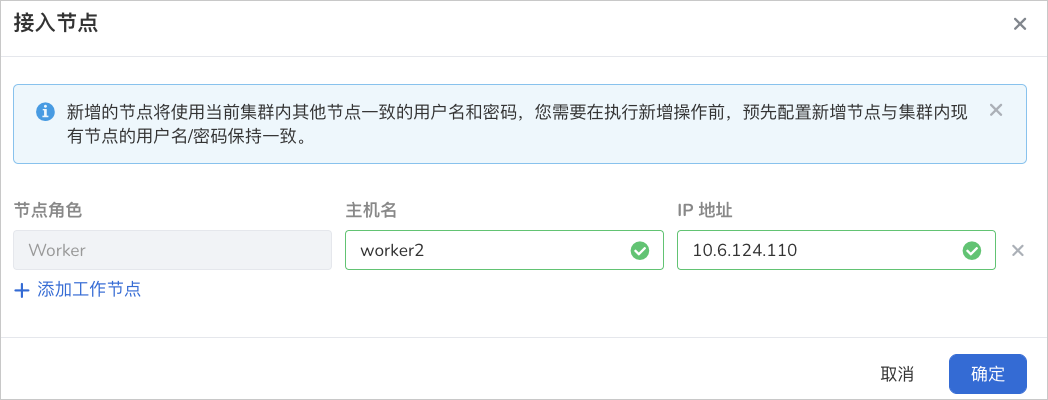 接入节点
新增的节点将使用当前集群内其他节点一致的用户名和密码，您需要在执行新增操作前，预先配置新增节点与集群内现
有节点的用户名/密码保持一致。
节点角色 主机名 IP 地址
Worker worker2 10.6.124.110
+ 添加工作节点
取消 确定